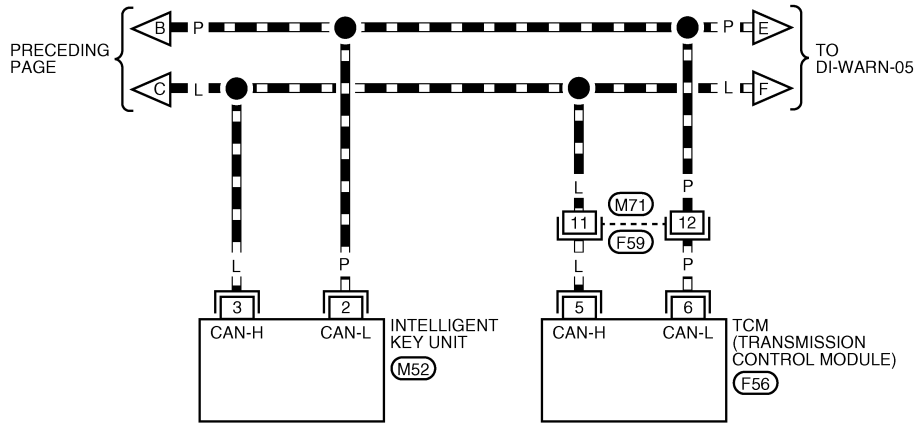 PRECEDING
PAGE
B P P E
C L L F
TO
DI-WARN-05
L P
11 M71 12
F59
L P L P
3 2 5 6
CAN-H CAN-L
INTELLIGENT
KEY UNIT
M52
CAN-H CAN-L
TCM
(TRANSMISSION
CONTROL MODULE)
F56